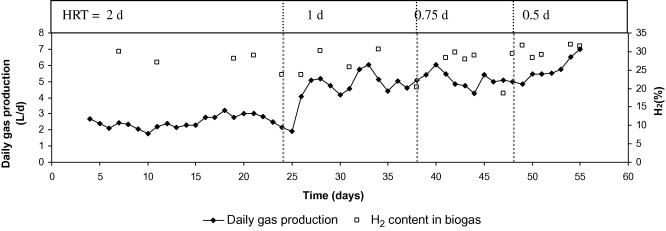 HRT = 2 d 1 d 0.75 d 0.5 d
8 7 6 5 4 3 2 1 0
Daily gas production
(L/d)
35 30 25 20 15 10 5 0
H₂(%)
0 5 10 15 20 25 30 35 40 45 50 55 60
Time (days)
Daily gas production H₂ content in biogas